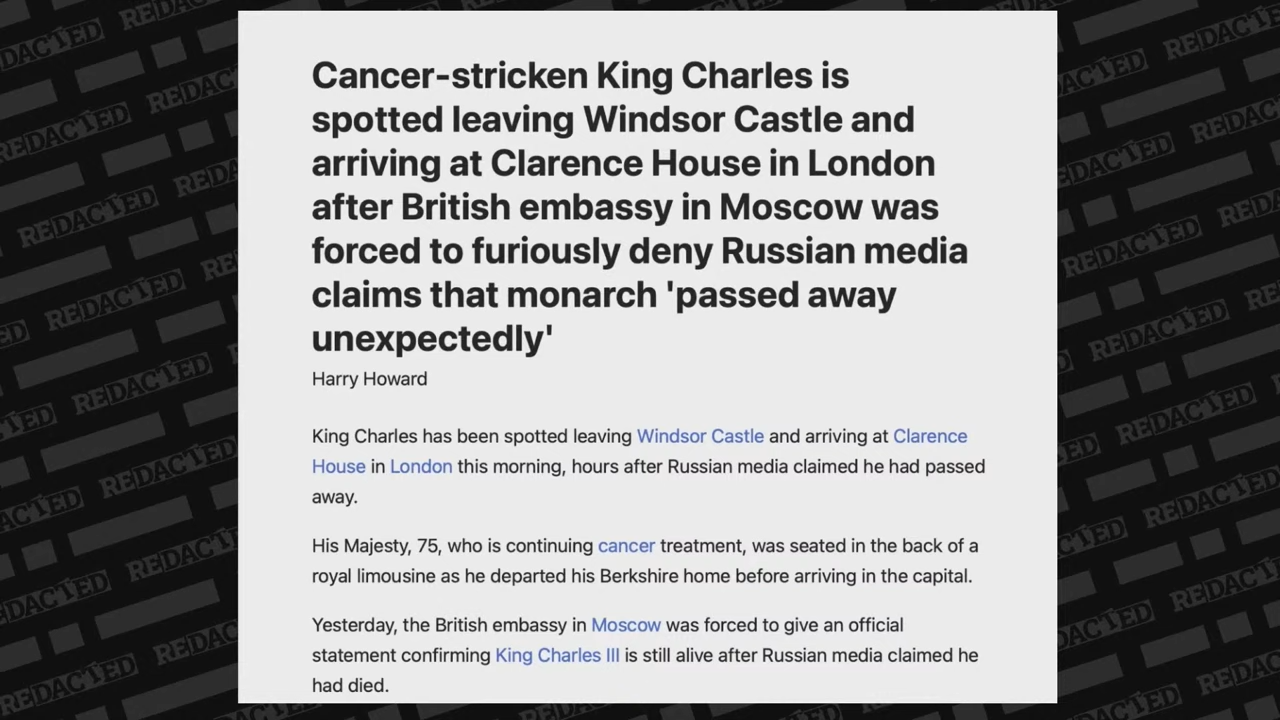 Cancer-stricken King Charles is
spotted leaving Windsor Castle and
arriving at Clarence House in London
after British embassy in Moscow was
forced to furiously deny Russian media
claims that monarch 'passed away
unexpectedly'
Harry Howard
King Charles has been spotted leaving Windsor Castle and arriving at Clarence
House in London this morning, hours after Russian media claimed he had passed
away.
His Majesty, 75, who is continuing cancer treatment, was seated in the back of a
royal limousine as he departed his Berkshire home before arriving in the capital.
Yesterday, the British embassy in Moscow was forced to give an official
statement confirming King Charles III is still alive after Russian media claimed he
had died.
REDACTED
REDACTED
REDACTED
REDACTED
REDACTED
REDACTED